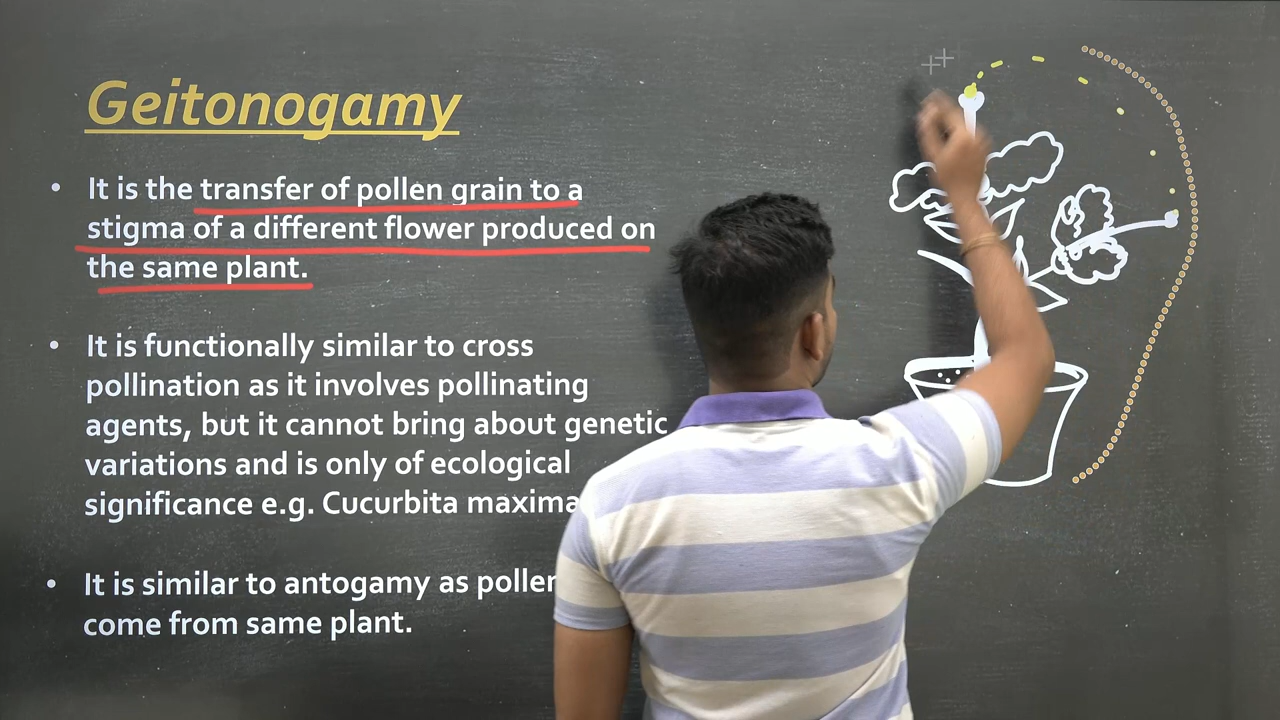 Geitonogamy
• It is the transfer of pollen grain to a
stigma of a different flower produced on
the same plant.
• It is functionally similar to cross
pollination as it involves pollinating
agents, but it cannot bring about genetic
variations and is only of ecological
significance e.g. Cucurbita maxima
• It is similar to antogamy as pollen
come from same plant.